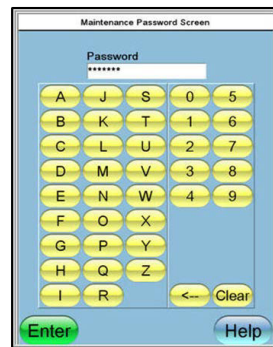 Maintenance Password Screen
Password
*******
A J S 0 5
B K T 1 6
C L U 2 7
D M V 3 8
E N W 4 9
F O X
G P Y
H Q Z
I R <-- Clear
Enter Help